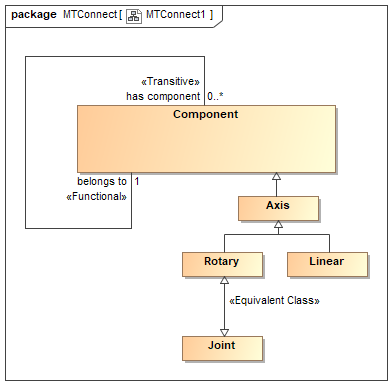 package MTConnect [ MTConnect1 ]
«Transitive»
has component 0..*
Component
belongs to 1
«Functional»
Axis
Rotary Linear
«Equivalent Class»
Joint